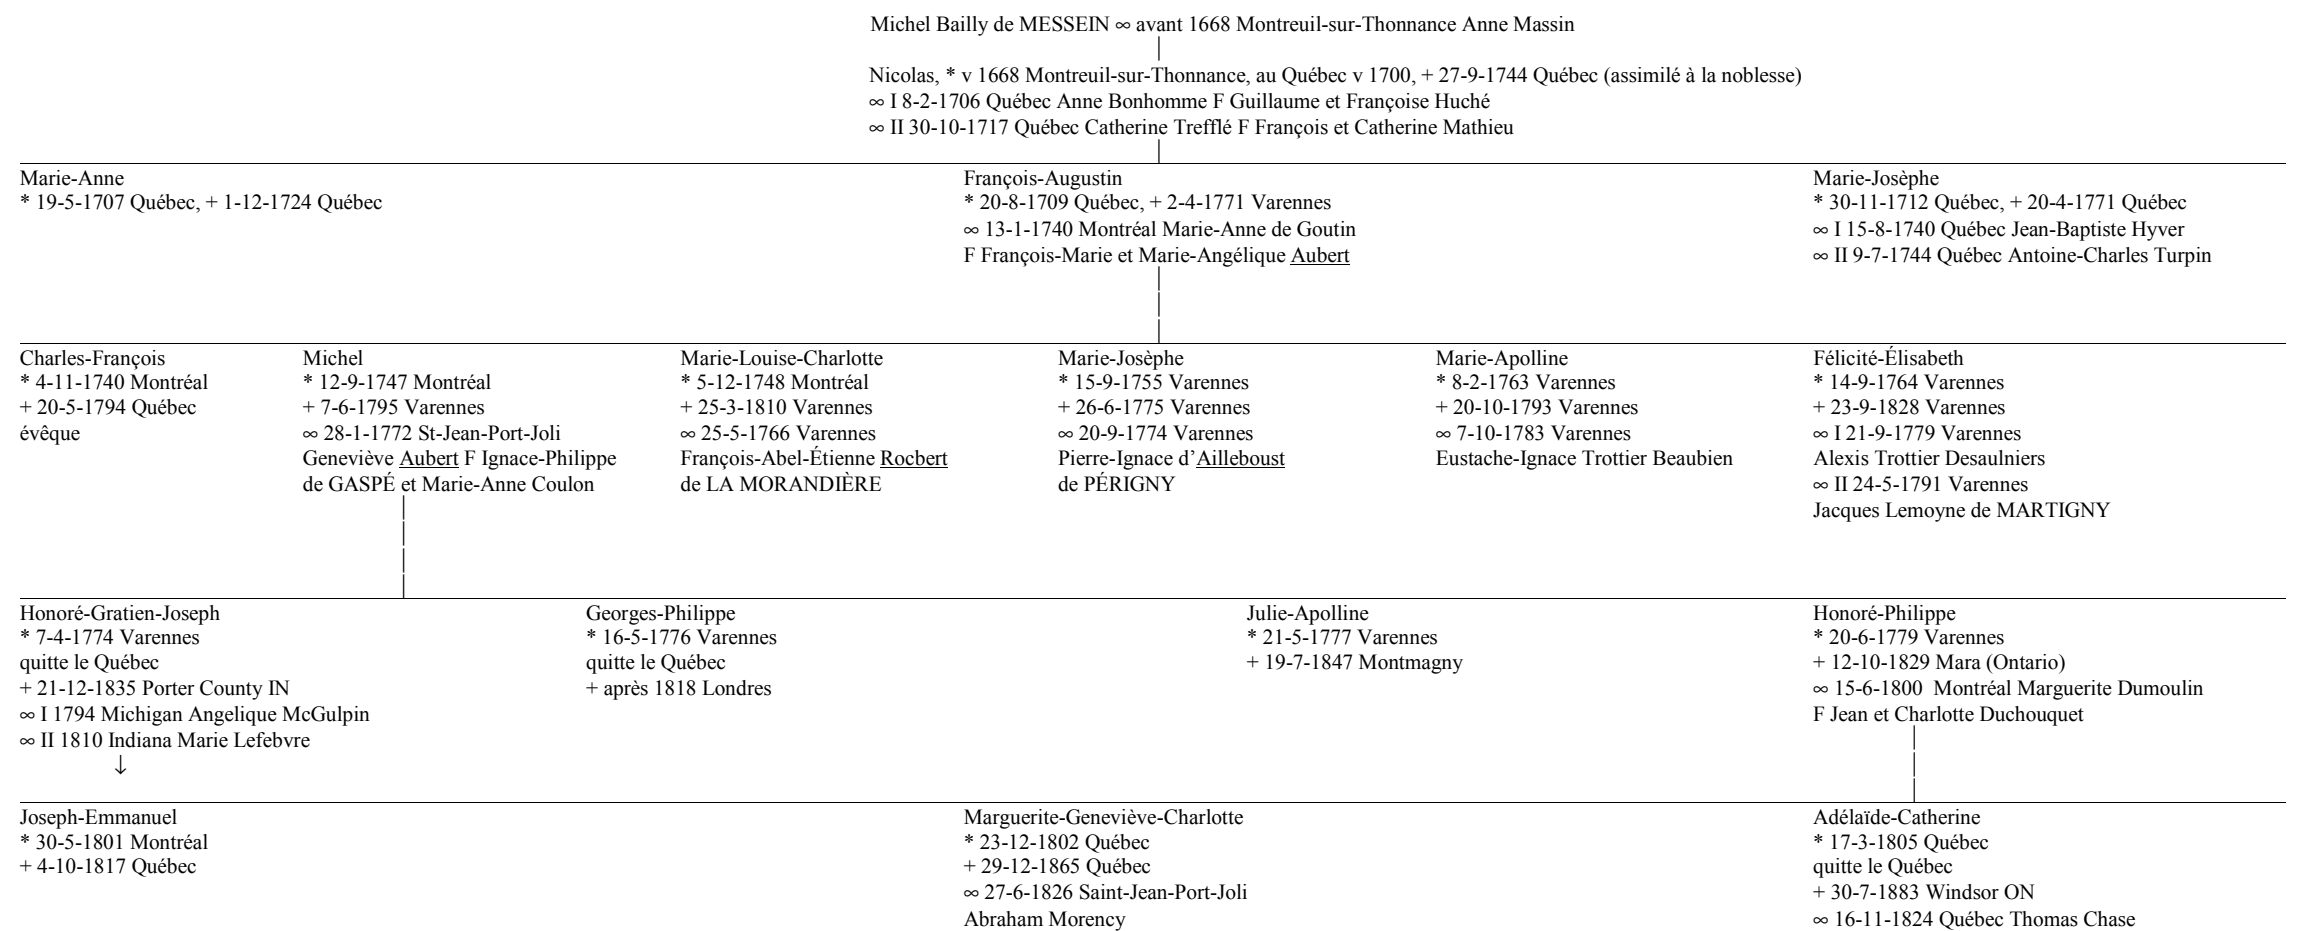 Michel Bailly de MESSEIN ∞ avant 1668 Montreuil-sur-Thonnance Anne Massin
Nicolas, * v 1668 Montreuil-sur-Thonnance, au Québec v 1700, + 27-9-1744 Québec (assimilé à la noblesse)
∞ I 8-2-1706 Québec Anne Bonhomme F Guillaume et Françoise Huché
∞ II 30-10-1717 Québec Catherine Trefflé F François et Catherine Mathieu
Marie-Anne
* 19-5-1707 Québec, + 1-12-1724 Québec
François-Augustin
* 20-8-1709 Québec, + 2-4-1771 Varennes
∞ 13-1-1740 Montréal Marie-Anne de Goutin
F François-Marie et Marie-Angélique Aubert
Marie-Josèphe
* 30-11-1712 Québec, + 20-4-1771 Québec
∞ I 15-8-1740 Québec Jean-Baptiste Hyver
∞ II 9-7-1744 Québec Antoine-Charles Turpin
Charles-François
* 4-11-1740 Montréal
+ 20-5-1794 Québec
évêque
Michel
* 12-9-1747 Montréal
+ 7-6-1795 Varennes
∞ 28-1-1772 St-Jean-Port-Joli
Geneviève Aubert F Ignace-Philippe
de GASPÉ et Marie-Anne Coulon
Marie-Louise-Charlotte
* 5-12-1748 Montréal
+ 25-3-1810 Varennes
∞ 25-5-1766 Varennes
François-Abel-Étienne Rocbert
de LA MORANDIÈRE
Marie-Josèphe
* 15-9-1755 Varennes
+ 26-6-1775 Varennes
∞ 20-9-1774 Varennes
Pierre-Ignace d’Ailleboust
de PÉRIGNY
Marie-Apolline
* 8-2-1763 Varennes
+ 20-10-1793 Varennes
∞ 7-10-1783 Varennes
Eustache-Ignace Trottier Beaubien
Félicité-Élisabeth
* 14-9-1764 Varennes
+ 23-9-1828 Varennes
∞ I 21-9-1779 Varennes
Alexis Trottier Desaulniers
∞ II 24-5-1791 Varennes
Jacques Lemoyne de MARTIGNY
Honoré-Gratien-Joseph
* 7-4-1774 Varennes
quitte le Québec
+ 21-12-1835 Porter County IN
∞ I 1794 Michigan Angelique McGulpin
∞ II 1810 Indiana Marie Lefebvre
↓
Georges-Philippe
* 16-5-1776 Varennes
quitte le Québec
+ après 1818 Londres
Julie-Apolline
* 21-5-1777 Varennes
+ 19-7-1847 Montmagny
Honoré-Philippe
* 20-6-1779 Varennes
+ 12-10-1829 Mara (Ontario)
∞ 15-6-1800 Montréal Marguerite Dumoulin
F Jean et Charlotte Duchouquet
Joseph-Emmanuel
* 30-5-1801 Montréal
+ 4-10-1817 Québec
Marguerite-Geneviève-Charlotte
* 23-12-1802 Québec
+ 29-12-1865 Québec
∞ 27-6-1826 Saint-Jean-Port-Joli
Abraham Morency
Adélaïde-Catherine
* 17-3-1805 Québec
quitte le Québec
+ 30-7-1883 Windsor ON
∞ 16-11-1824 Québec Thomas Chase